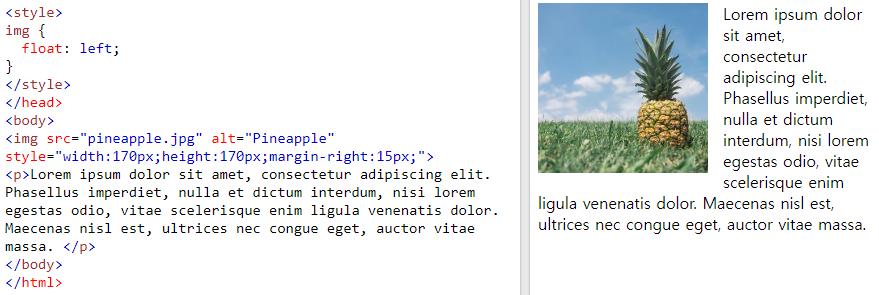 <style>
img {
  float: left;
}
</style>
</head>
<body>
<img src="pineapple.jpg" alt="Pineapple"
style="width:170px;height:170px;margin-right:15px;">
<p>Lorem ipsum dolor sit amet, consectetur adipiscing elit.
Phasellus imperdiet, nulla et dictum interdum, nisi lorem
egestas odio, vitae scelerisque enim ligula venenatis dolor.
Maecenas nisl est, ultrices nec congue eget, auctor vitae
massa. </p>
</body>
</html>
Lorem ipsum dolor
sit amet,
consectetur
adipiscing elit.
Phasellus imperdiet,
nulla et dictum
interdum, nisi lorem
egestas odio, vitae
scelerisque enim
ligula venenatis dolor. Maecenas nisl est,
ultrices nec congue eget, auctor vitae massa.